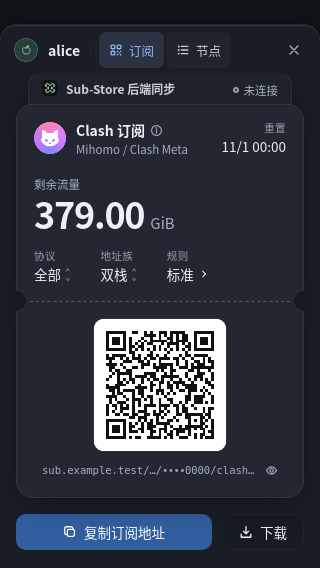 alice
订阅
节点
Sub-Store 后端同步
未连接
Clash 订阅
重置
Mihomo / Clash Meta
11/1 00:00
剩余流量
379.00 GiB
协议
地址族
规则
全部
双栈
标准
sub.example.test/…/••••0000/clash…
复制订阅地址
下载